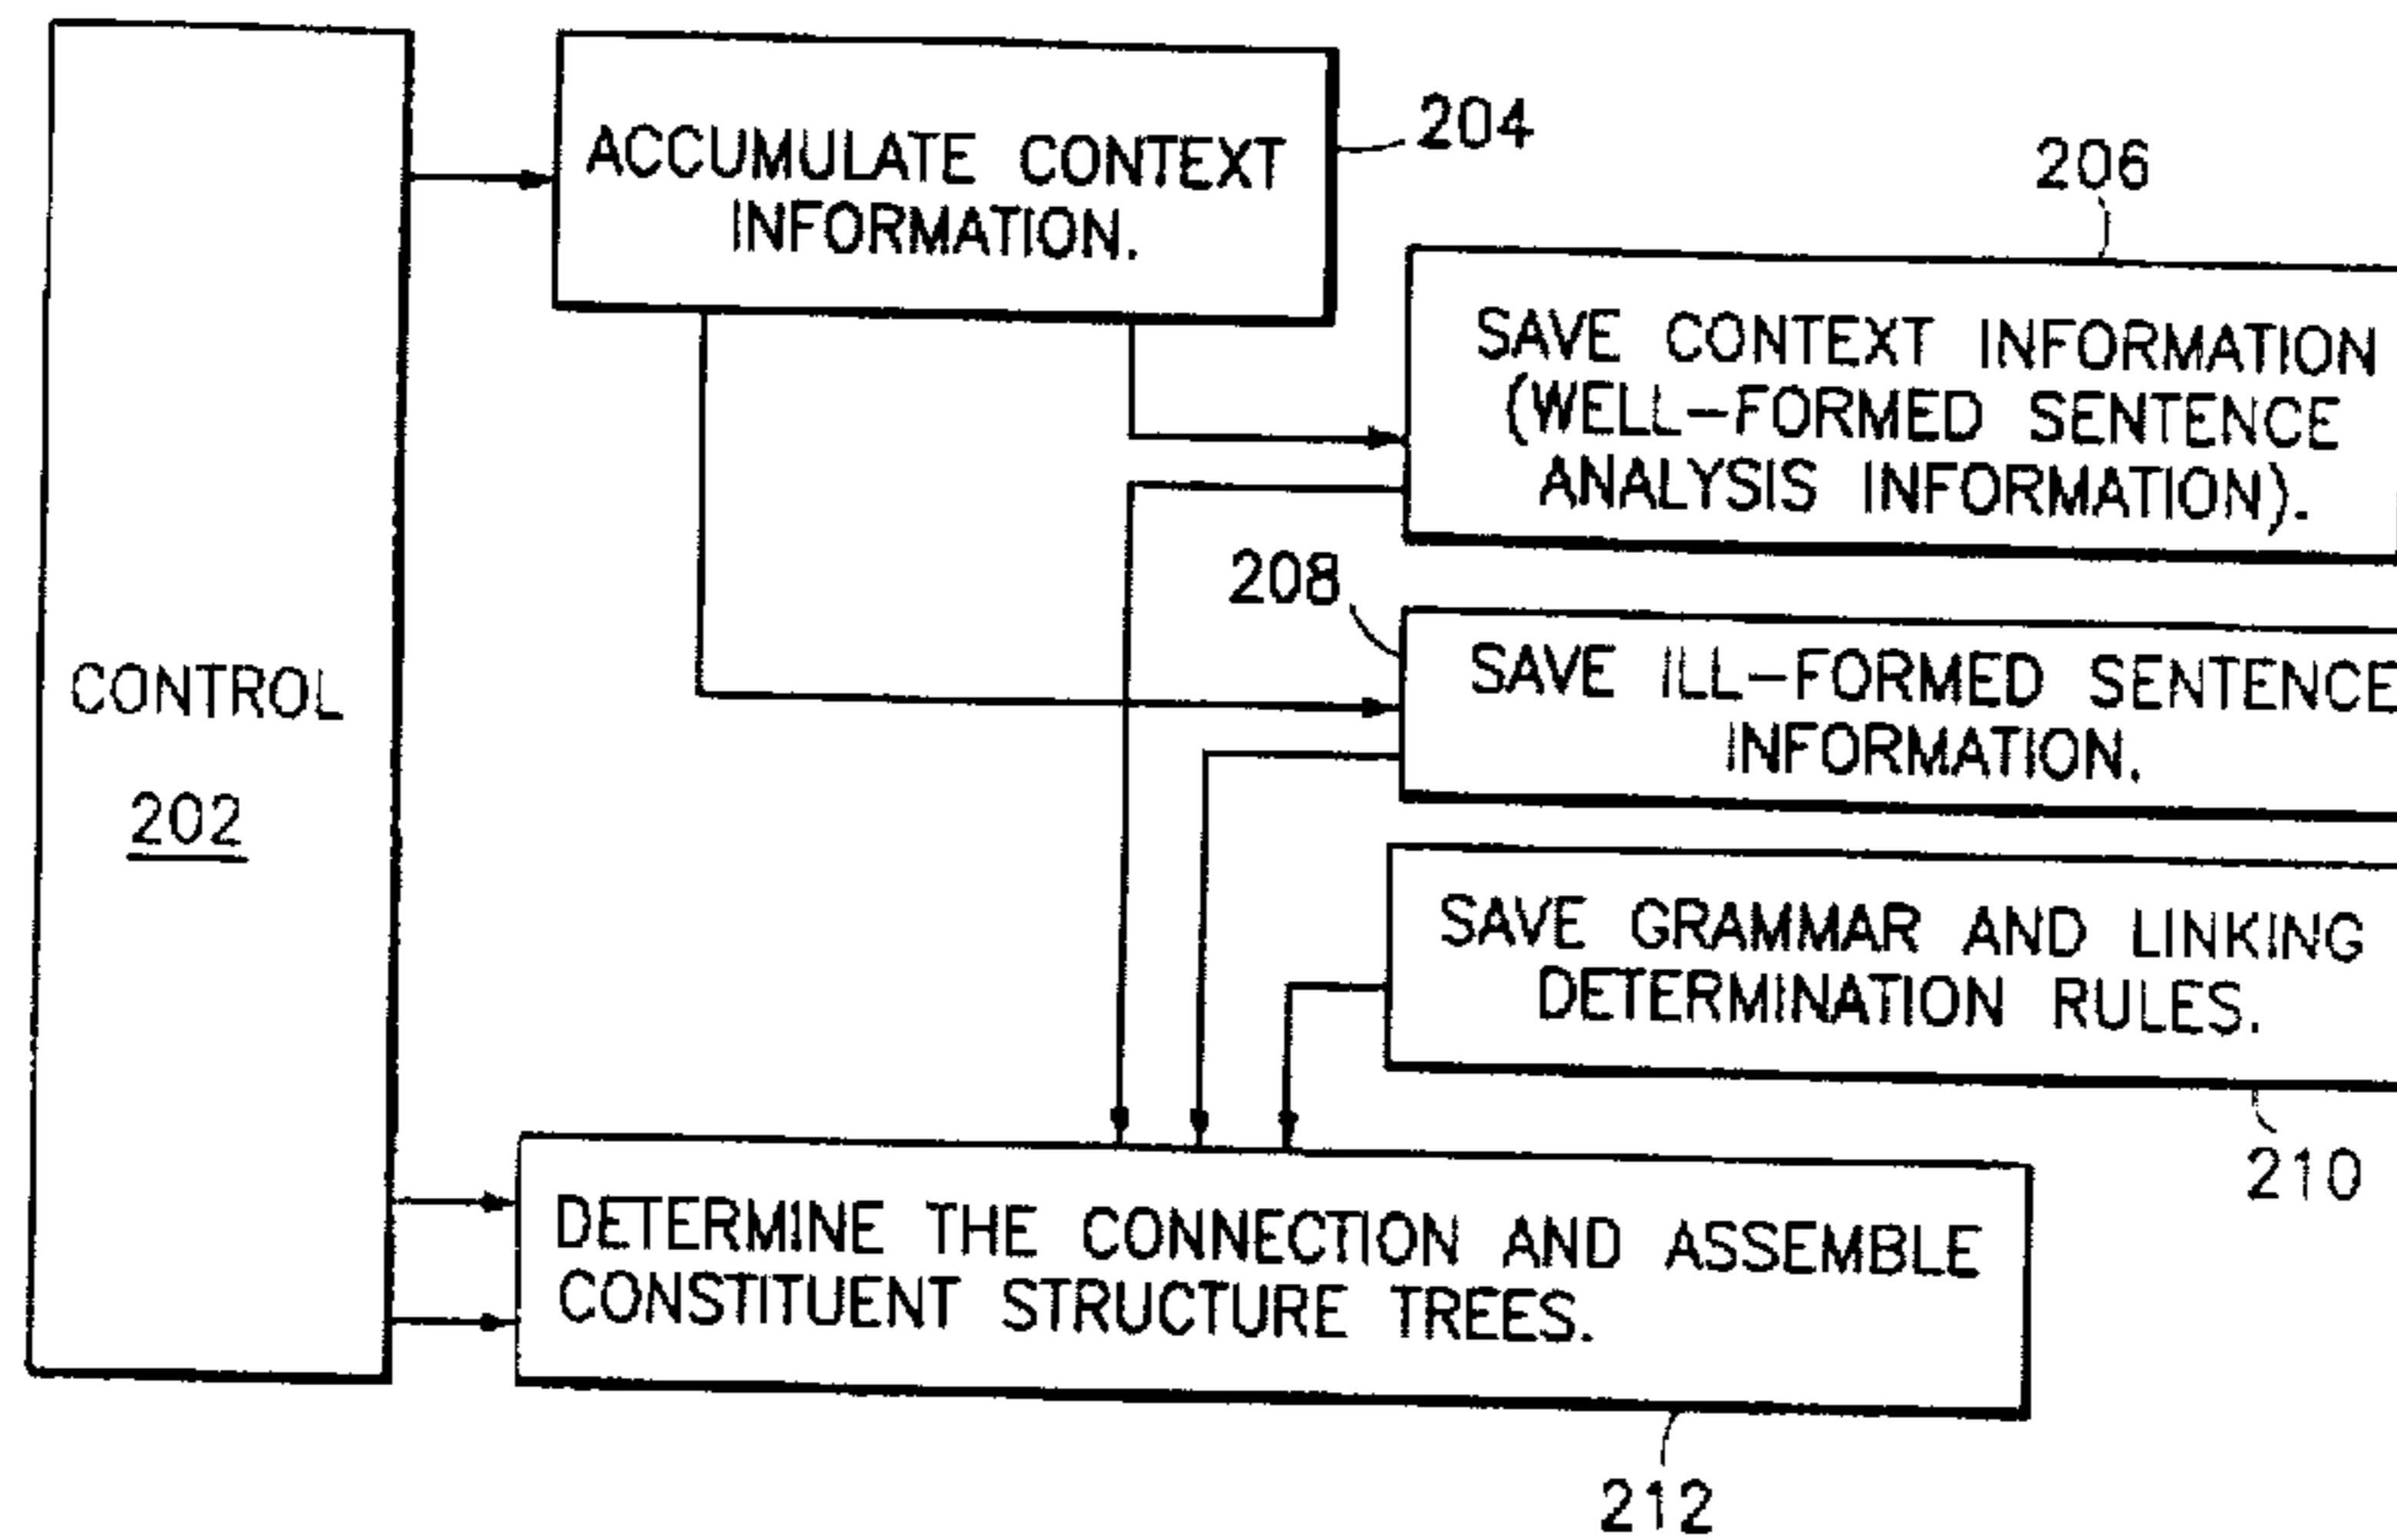 CONTROL
202
ACCUMULATE CONTEXT
INFORMATION.
204
206
SAVE CONTEXT INFORMATION
(WELL-FORMED SENTENCE
ANALYSIS INFORMATION).
208
SAVE ILL-FORMED SENTENCE
INFORMATION.
SAVE GRAMMAR AND LINKING
DETERMINATION RULES.
210
DETERMINE THE CONNECTION AND ASSEMBLE
CONSTITUENT STRUCTURE TREES.
212